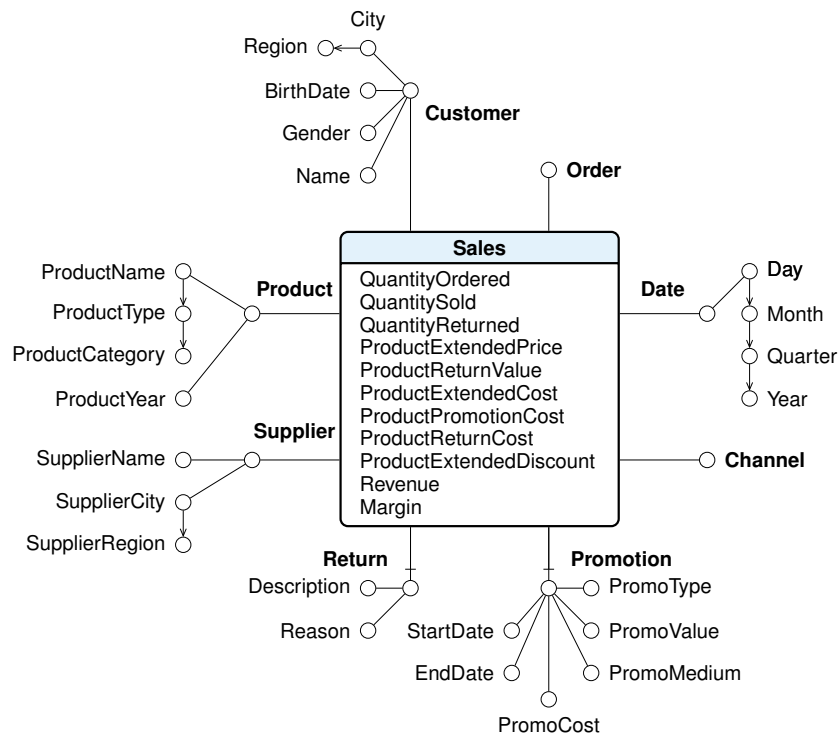 City
Region
BirthDate
Customer
Gender
Name
Order
Sales
QuantityOrdered
QuantitySold
QuantityReturned
ProductExtendedPrice
ProductReturnValue
ProductExtendedCost
ProductPromotionCost
ProductReturnCost
ProductExtendedDiscount
Revenue
Margin
ProductName
Product
ProductType
ProductCategory
ProductYear
Date
Day
Month
Quarter
Year
Supplier
SupplierName
SupplierCity
SupplierRegion
Channel
Return
Description
Reason
Promotion
PromoType
StartDate
PromoValue
EndDate
PromoMedium
PromoCost